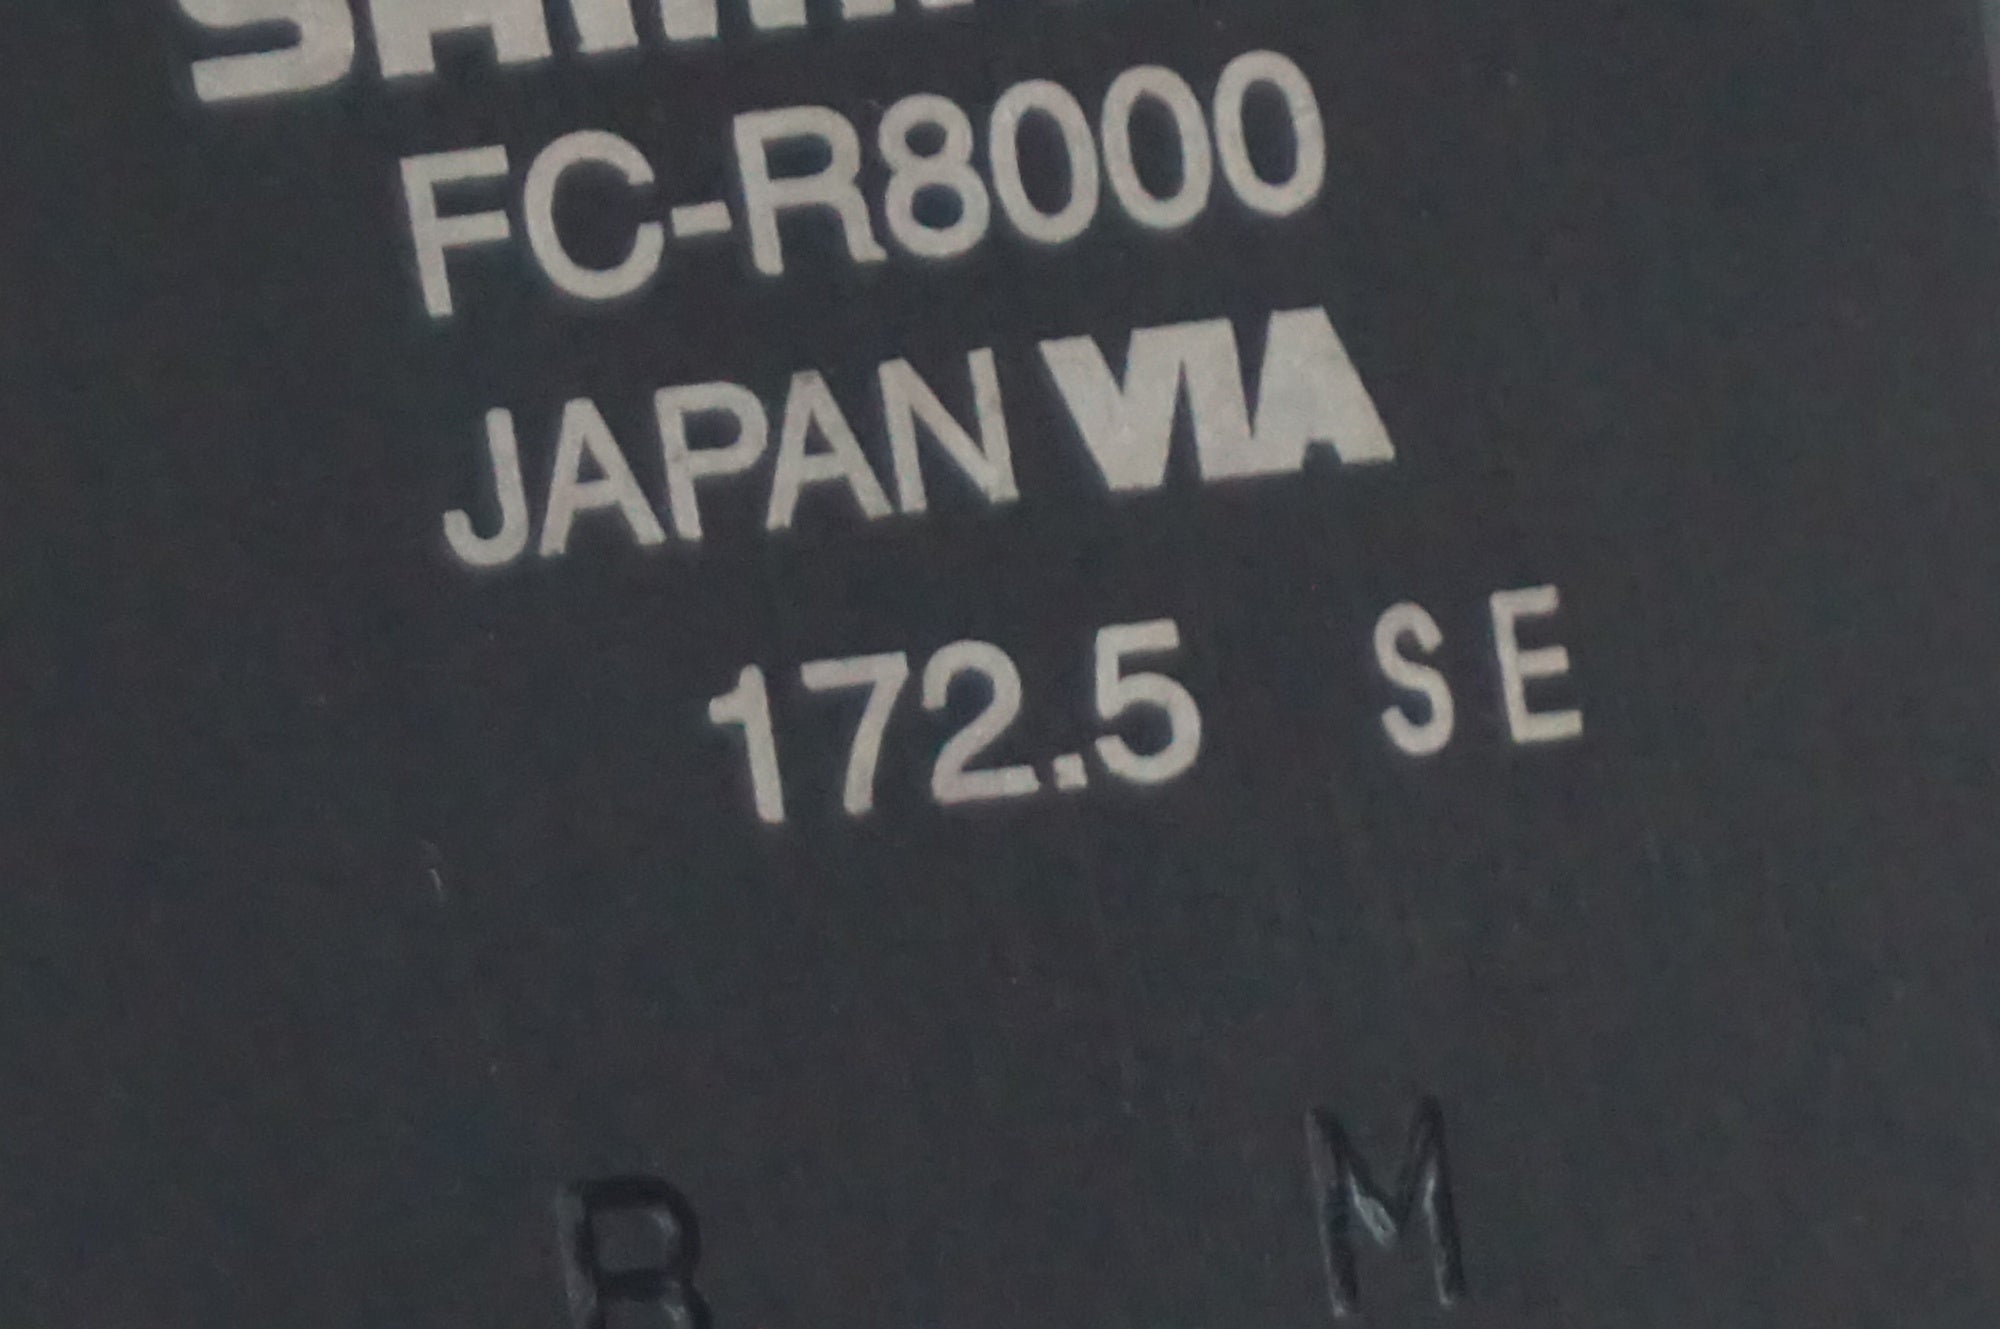 FC-R8000
JAPAN VIA
172.5 SE
M